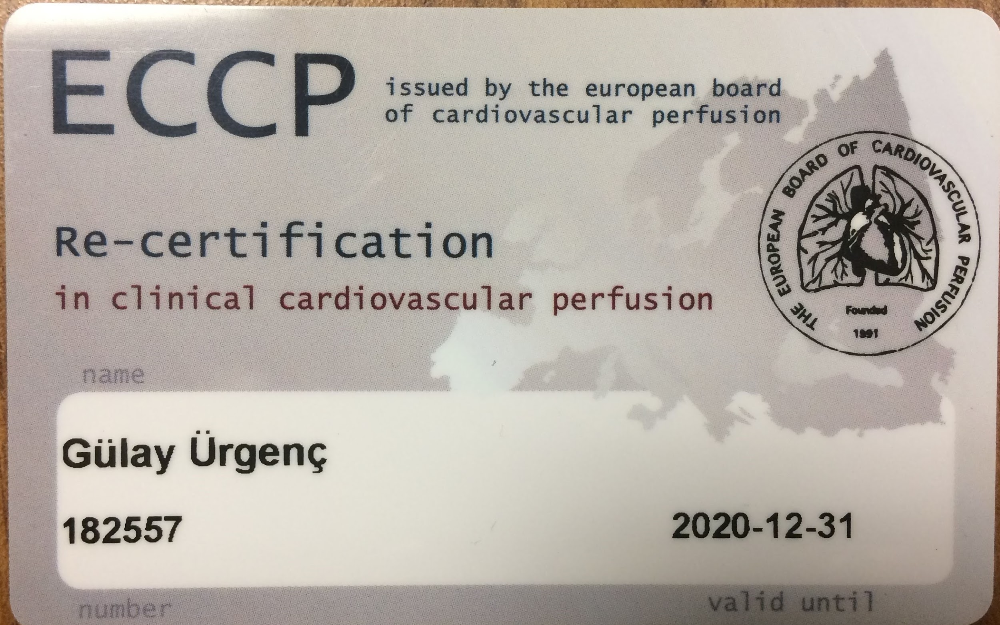 ECCP
issued by the european board
of cardiovascular perfusion
THE EUROPEAN BOARD OF CARDIOVASCULAR PERFUSION
Founded
1991
Re-certification
in clinical cardiovascular perfusion
name
Gülay Ürgenç
182557
2020-12-31
number
valid until